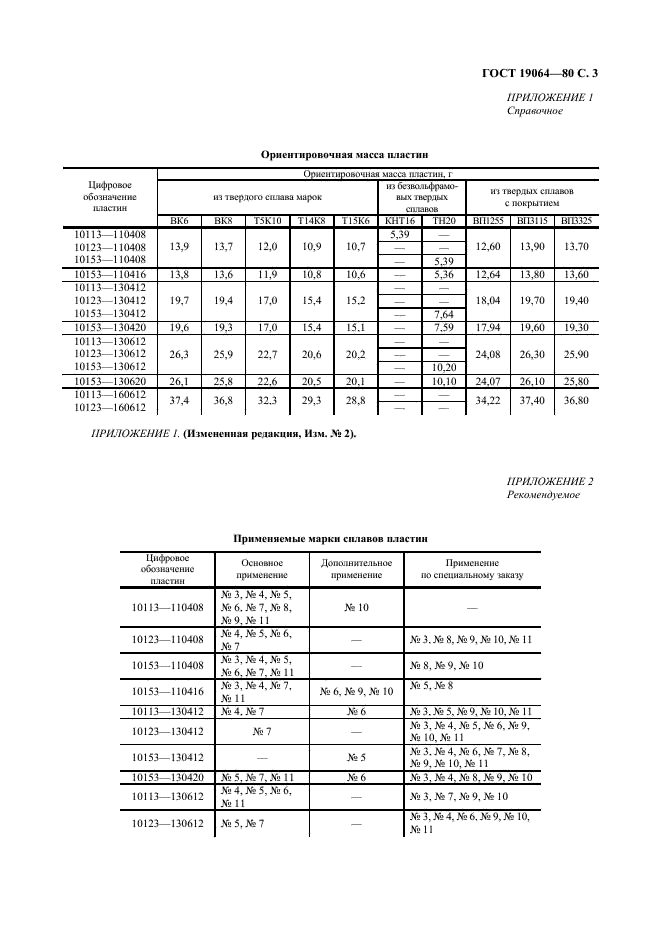 ГОСТ 19064—80 С. 3
ПРИЛОЖЕНИЕ 1
Справочное
Ориентировочная масса пластин
Цифровое обозначение пластин
Ориентировочная масса пластин, г
из твердого сплава марок
из безвольфрамо-
вых твердых
сплавов
из твердых сплавов
с покрытием
ВК6 ВК8 Т5К10 Т14К8 Т15К6 КНТ16 ТН20 ВП1255 ВП3115 ВП3325
10113—110408 5,39 —
10123—110408 13,9 13,7 12,0 10,9 10,7 — — 12,60 13,90 13,70
10153—110408 — 5,39
10153—110416 13,8 13,6 11,9 10,8 10,6 — 5,36 12,64 13,80 13,60
10113—130412 — —
10123—130412 19,7 19,4 17,0 15,4 15,2 — — 18,04 19,70 19,40
10153—130412 — 7,64
10153—130420 19,6 19,3 17,0 15,4 15,1 — 7,59 17,94 19,60 19,30
10113—130612 — —
10123—130612 26,3 25,9 22,7 20,6 20,2 — — 24,08 26,30 25,90
10153—130612 — 10,20
10153—130620 26,1 25,8 22,6 20,5 20,1 — 10,10 24,07 26,10 25,80
10113—160612 37,4 36,8 32,3 29,3 28,8 — — 34,22 37,40 36,80
10123—160612 — —
ПРИЛОЖЕНИЕ 1. (Измененная редакция, Изм. № 2).
ПРИЛОЖЕНИЕ 2
Рекомендуемое
Применяемые марки сплавов пластин
Цифровое
обозначение
пластин
Основное
применение
Дополнительное
применение
Применение
по специальному заказу
10113—110408
№ 3, № 4, № 5,
№ 6, № 7, № 8,
№ 9, № 11
№ 10
—
10123—110408
№ 4, № 5, № 6,
№ 7
—
№ 3, № 8, № 9, № 10, № 11
10153—110408
№ 3, № 4, № 5,
№ 6, № 7, № 11
—
№ 8, № 9, № 10
10153—110416
№ 3, № 4, № 7,
№ 11
№ 6, № 9, № 10
№ 5, № 8
10113—130412 № 4, № 7 № 6 № 3, № 5, № 9, № 10, № 11
10123—130412
№ 7
—
№ 3, № 4, № 5, № 6, № 9,
№ 10, № 11
10153—130412
—
№ 5
№ 3, № 4, № 6, № 7, № 8,
№ 9, № 10, № 11
10153—130420 № 5, № 7, № 11 № 6 № 3, № 4, № 8, № 9, № 10
10113—130612
№ 4, № 5, № 6,
№ 11
—
№ 3, № 7, № 9, № 10
10123—130612
№ 5, № 7
—
№ 3, № 4, № 6, № 9, № 10,
№ 11